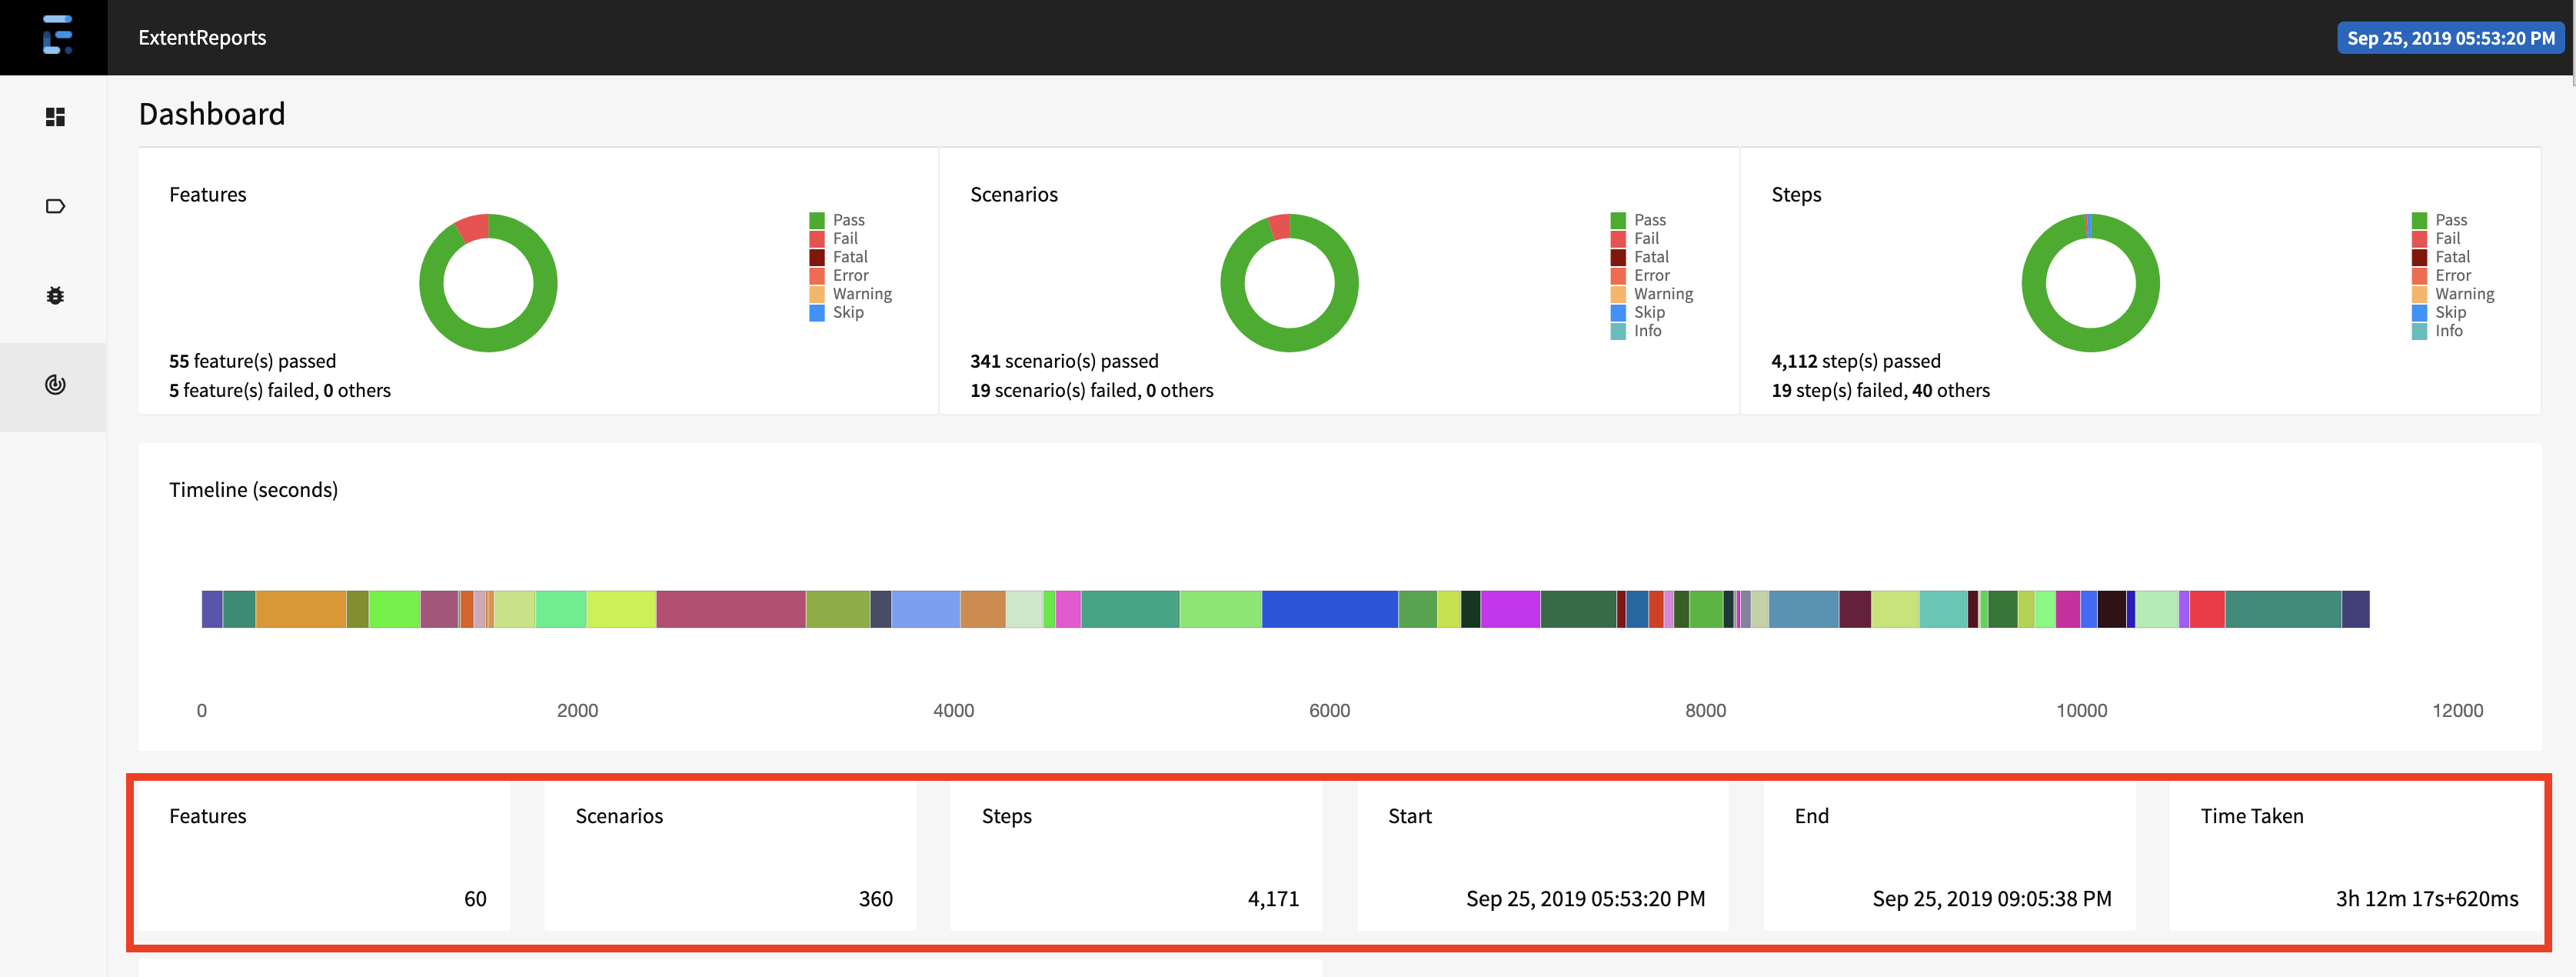 ExtentReports
Sep 25, 2019 05:53:20 PM
Dashboard
Features
Pass
Fail
Fatal
Error
Warning
Skip
55 feature(s) passed
5 feature(s) failed, 0 others
Scenarios
Pass
Fail
Fatal
Error
Warning
Skip
Info
341 scenario(s) passed
19 scenario(s) failed, 0 others
Steps
Pass
Fail
Fatal
Error
Warning
Skip
Info
4,112 step(s) passed
19 step(s) failed, 40 others
Timeline (seconds)
0 2000 4000 6000 8000 10000 12000
Features
60
Scenarios
360
Steps
4,171
Start
Sep 25, 2019 05:53:20 PM
End
Sep 25, 2019 09:05:38 PM
Time Taken
3h 12m 17s+620ms